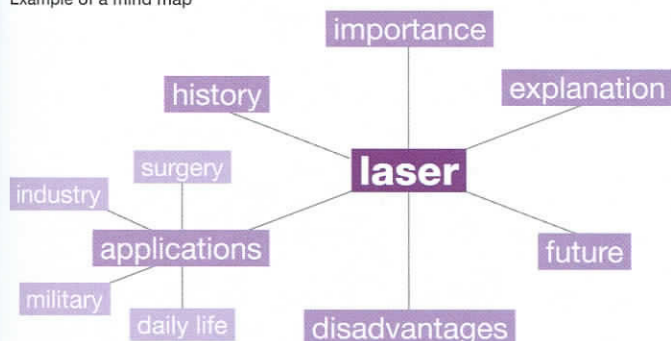 Example of a mind map
importance
history
explanation
laser
surgery
industry
applications
future
military
daily life
disadvantages